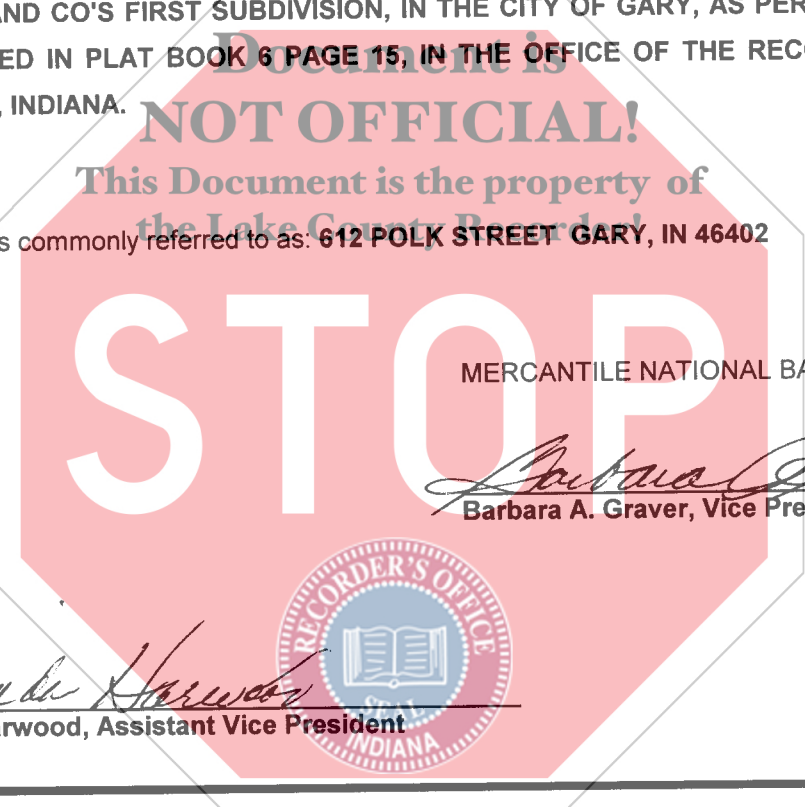 AND CO'S FIRST SUBDIVISION, IN THE CITY OF GARY, AS PER
ED IN PLAT BOOK 6 PAGE 15, IN THE OFFICE OF THE REC
, INDIANA.
Document is
NOT OFFICIAL!
This Document is the property of
the Lake County Recorder!
s commonly referred to as: 612 POLK STREET GARY, IN 46402
STOP
MERCANTILE NATIONAL BA
Barbara
Barbara A. Graver, Vice Pre
RECORDER'S OFFICE
SEAL
INDIANA
Harwood
rwood, Assistant Vice President